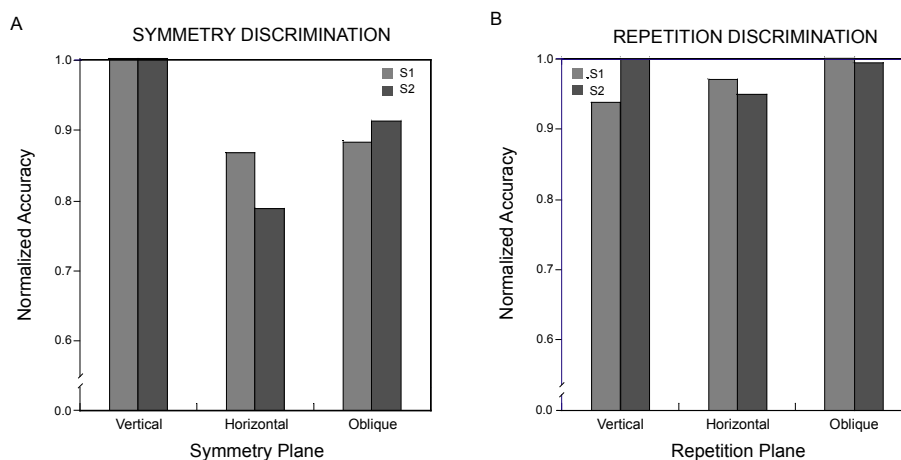 A
SYMMETRY DISCRIMINATION
1.0
0.9
0.8
0.7
0.6
0.0
Normalized Accuracy
S1
S2
Vertical
Horizontal
Oblique
Symmetry Plane
B
REPETITION DISCRIMINATION
1.0
0.9
0.8
0.7
0.6
0.0
Normalized Accuracy
S1
S2
Vertical
Horizontal
Oblique
Repetition Plane